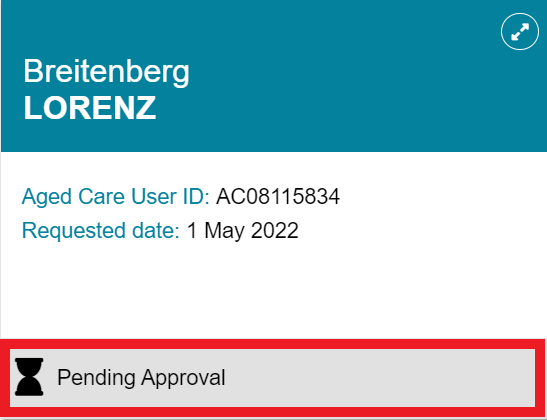 Breitenberg
LORENZ
Aged Care User ID: AC08115834
Requested date: 1 May 2022
Pending Approval